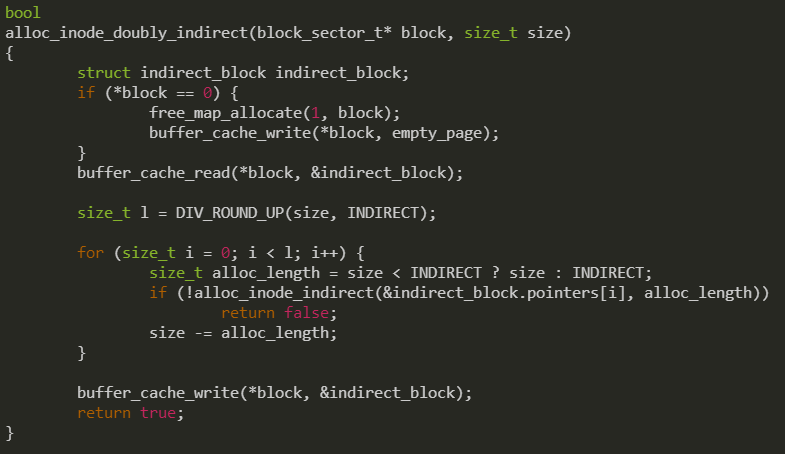 bool
alloc_inode_doubly_indirect(block_sector_t* block, size_t size)
{
        struct indirect_block indirect_block;
        if (*block == 0) {
                free_map_allocate(1, block);
                buffer_cache_write(*block, empty_page);
        }
        buffer_cache_read(*block, &indirect_block);

        size_t l = DIV_ROUND_UP(size, INDIRECT);

        for (size_t i = 0; i < l; i++) {
                size_t alloc_length = size < INDIRECT ? size : INDIRECT;
                if (!alloc_inode_indirect(&indirect_block.pointers[i], alloc_length))
                        return false;
                size -= alloc_length;
        }

        buffer_cache_write(*block, &indirect_block);
        return true;
}